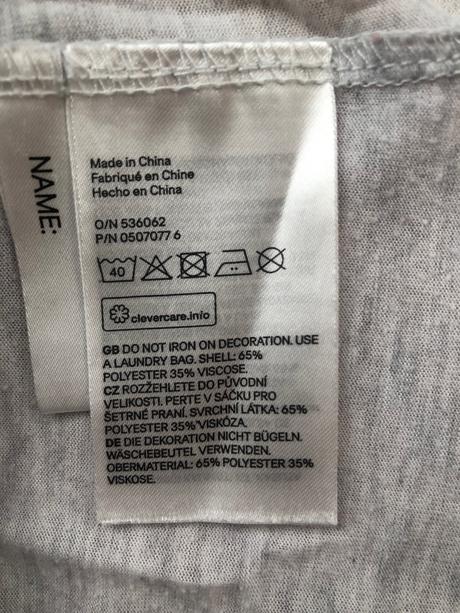 NAME:
Made in China
Fabriqué en Chine
Hecho en China
O/N 536062
P/N 0507077 6
40
clevercare.info
GB DO NOT IRON ON DECORATION. USE
A LAUNDRY BAG. SHELL: 65%
POLYESTER 35% VISCOSE.
CZ ROZŽEHLETE DO PŮVODNÍ
VELIKOSTI. PERTE V SÁČKU PRO
ŠETRNÉ PRANÍ. SVRCHNÍ LÁTKA: 65%
POLYESTER 35% VISKÓZA.
DE DIE DEKORATION NICHT BÜGELN.
WÄSCHEBEUTEL VERWENDEN.
OBERMATERIAL: 65% POLYESTER 35%
VISKOSE.